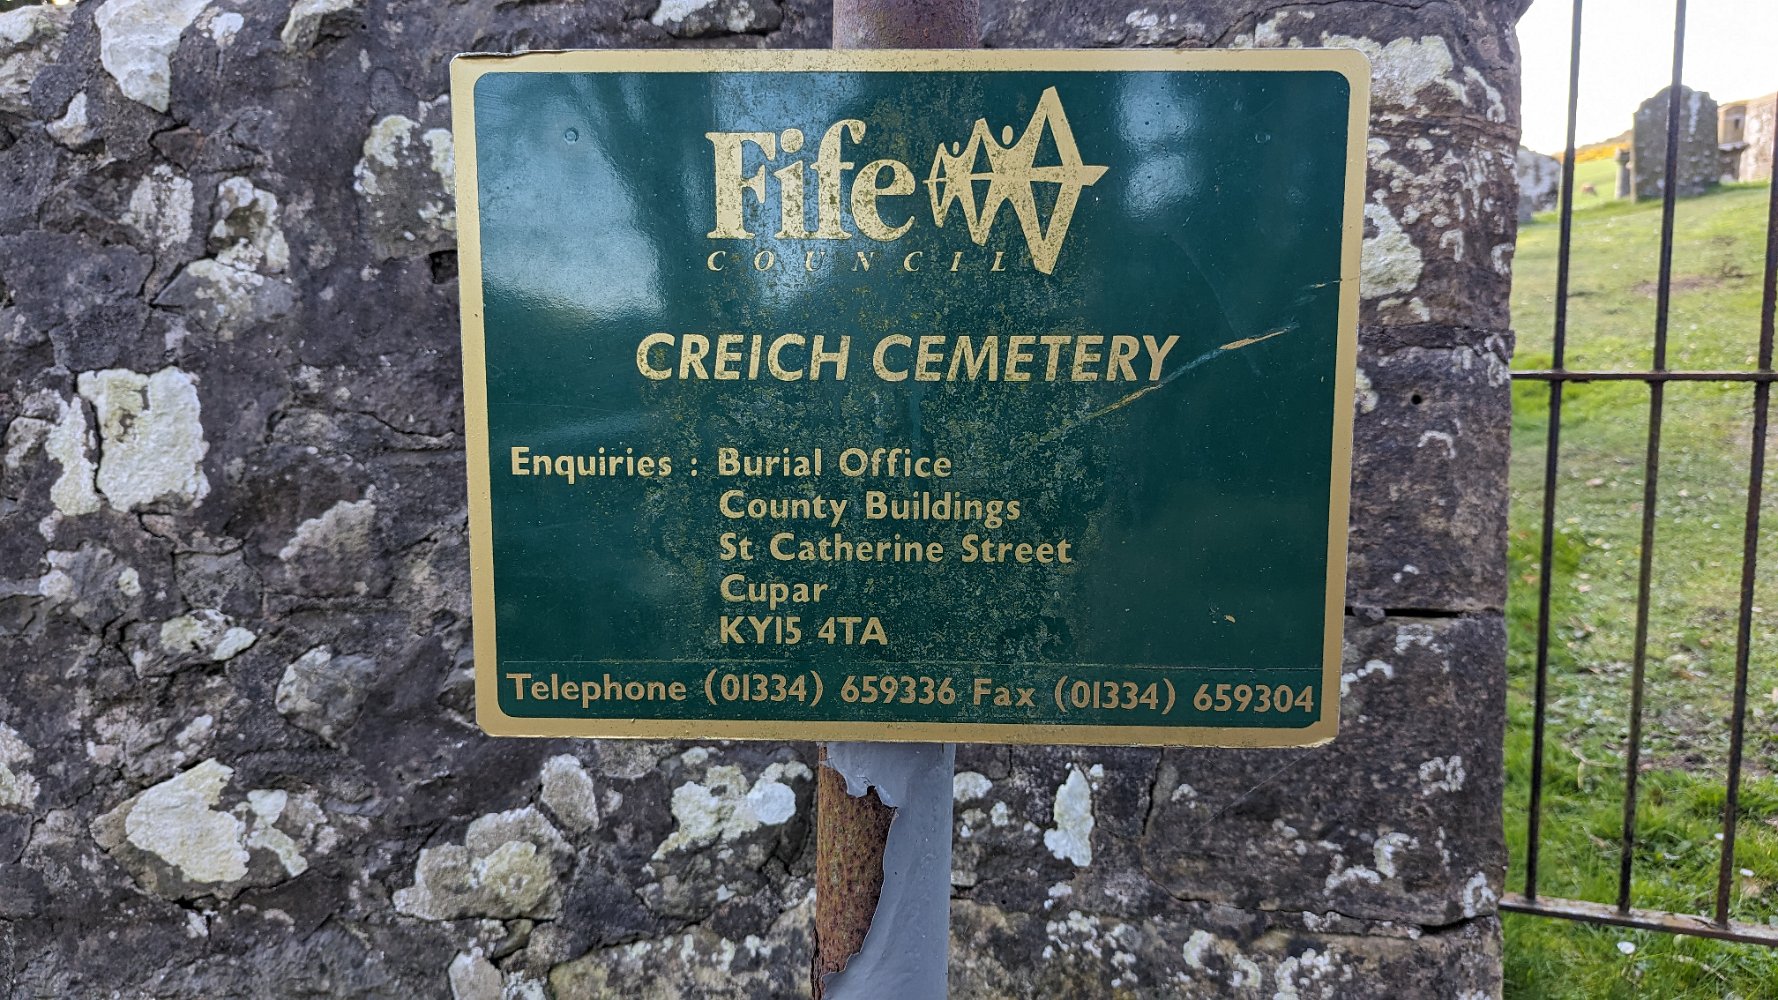 Fife
COUNCIL
CREICH CEMETERY
Enquiries : Burial Office
County Buildings
St Catherine Street
Cupar
KY15 4TA
Telephone (01334) 659336 Fax (01334) 659304